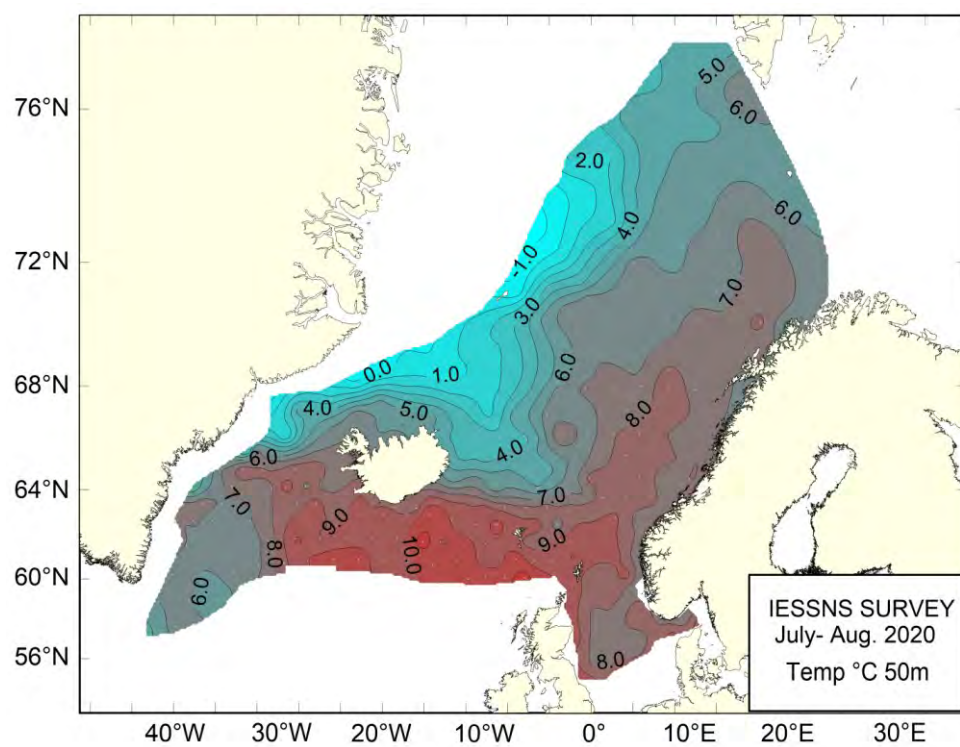 5.0
76°N
6.0
2.0
6.0
4.0
72°N
-1.0
7.0
3.0
0.0
1.0
6.0
68°N
4.0
5.0
8.0
4.0
6.0
64°N
7.0
7.0
9.0
9.0
8.0
10.0
60°N
6.0
IESSNS SURVEY
July- Aug. 2020
56°N
8.0
Temp °C 50m
40°W
30°W
20°W
10°W
0°
10°E
20°E
30°E